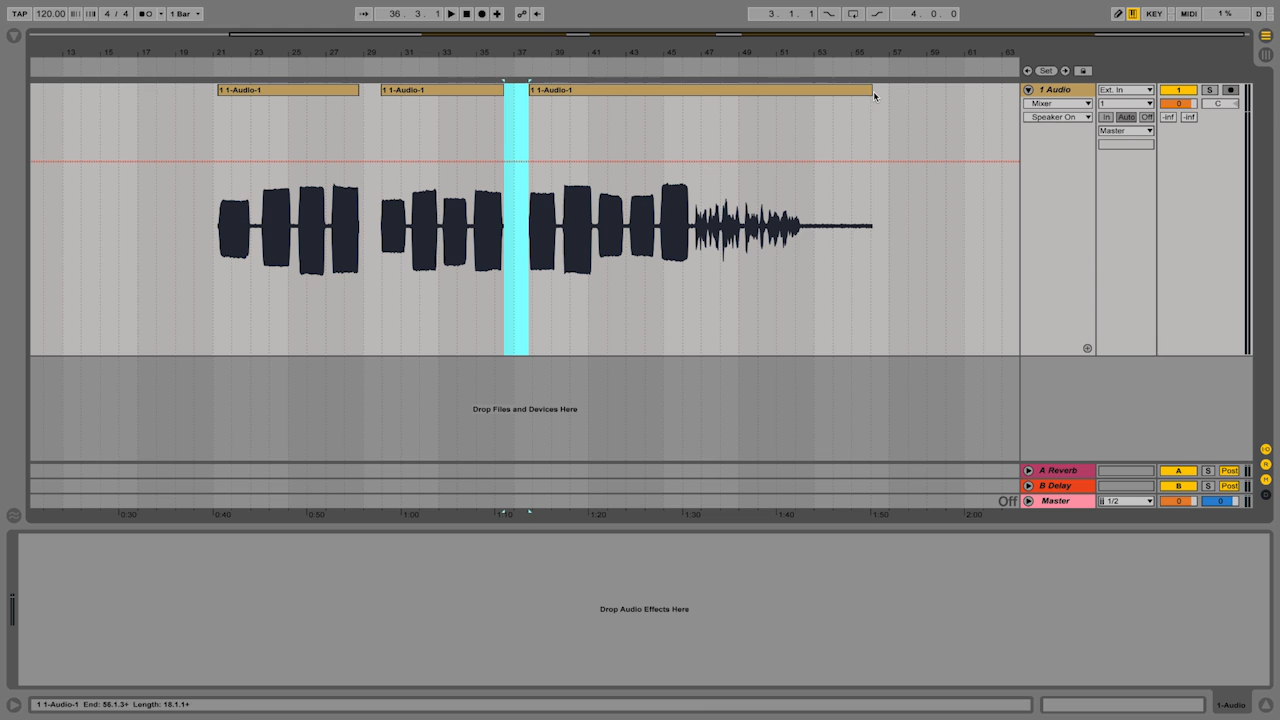 TAP 120.00 4 / 4 1 Bar 36 . 3 . 1 3 . 1 . 1 4 . 0 . 0 KEY MIDI 1 % D
13 15 17 19 21 23 25 27 29 31 33 35 37 41 43 45 47 49 51 53 55 57 59 61 63
Set
1 1-Audio-1 1 1-Audio-1 1 1-Audio-1 1 Audio Ext. In 1 S
Mixer 1 0 C
Speaker On In Auto Off -inf -inf
Master
Drop Files and Devices Here
A Reverb A S Post
B Delay B S Post
Off Master 1/2 0 0
0:30 0:40 0:50 1:00 1:10 1:20 1:30 1:40 1:50 2:00
Drop Audio Effects Here
1 1-Audio-1 End: 56.1.3+ Length: 18.1.1+ 1-Audio